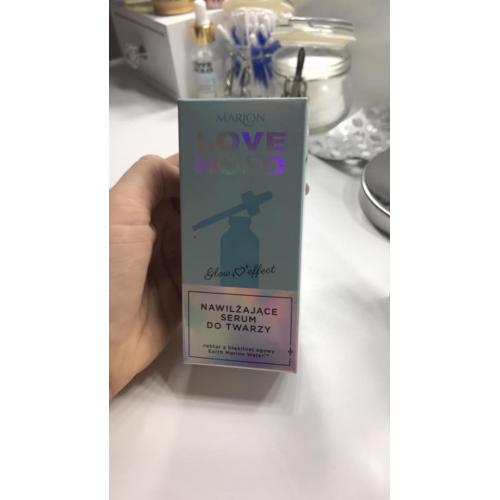 MARION
LOVE
HOLO
Glow effect
NAWILŻAJĄCE
SERUM
DO TWARZY
nektar z błękitnej agawy
Earth Marine Water™